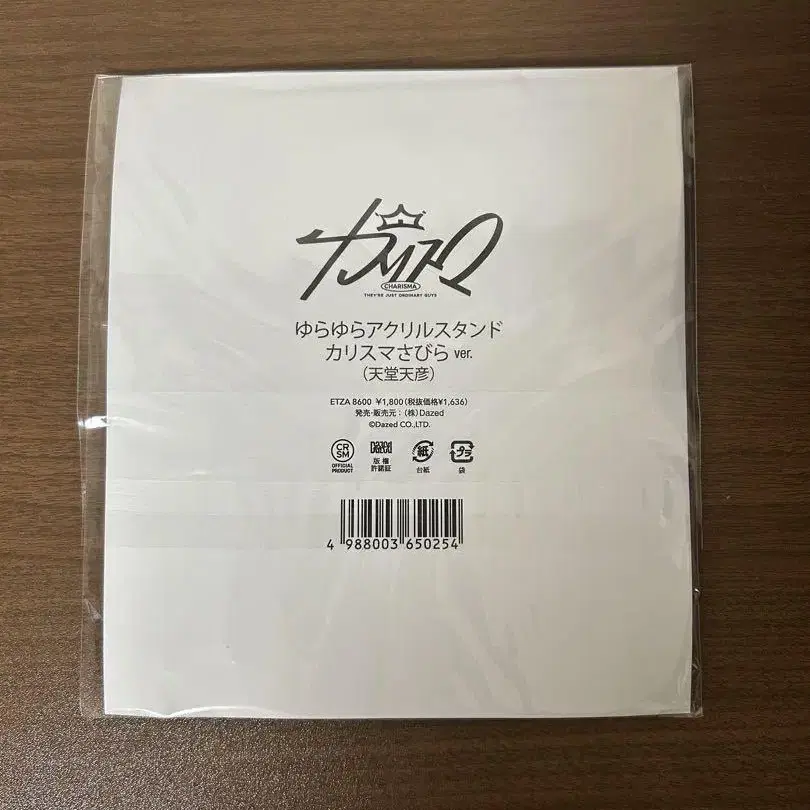 カリスマ
CHARISMA
THEY'RE JUST ORDINARY GUYS
ゆらゆらアクリルスタンド
カリスマさびら ver.
(天堂天彦)
ETZA 8600 ¥1,800(税抜価格¥1,636)
発売・販売元:(株)Dazed
©Dazed CO.,LTD.
CR
SM
OFFICIAL
PRODUCT
Dazed
版権
許諾証
紙
台紙
プラ
袋
4 988003 650254